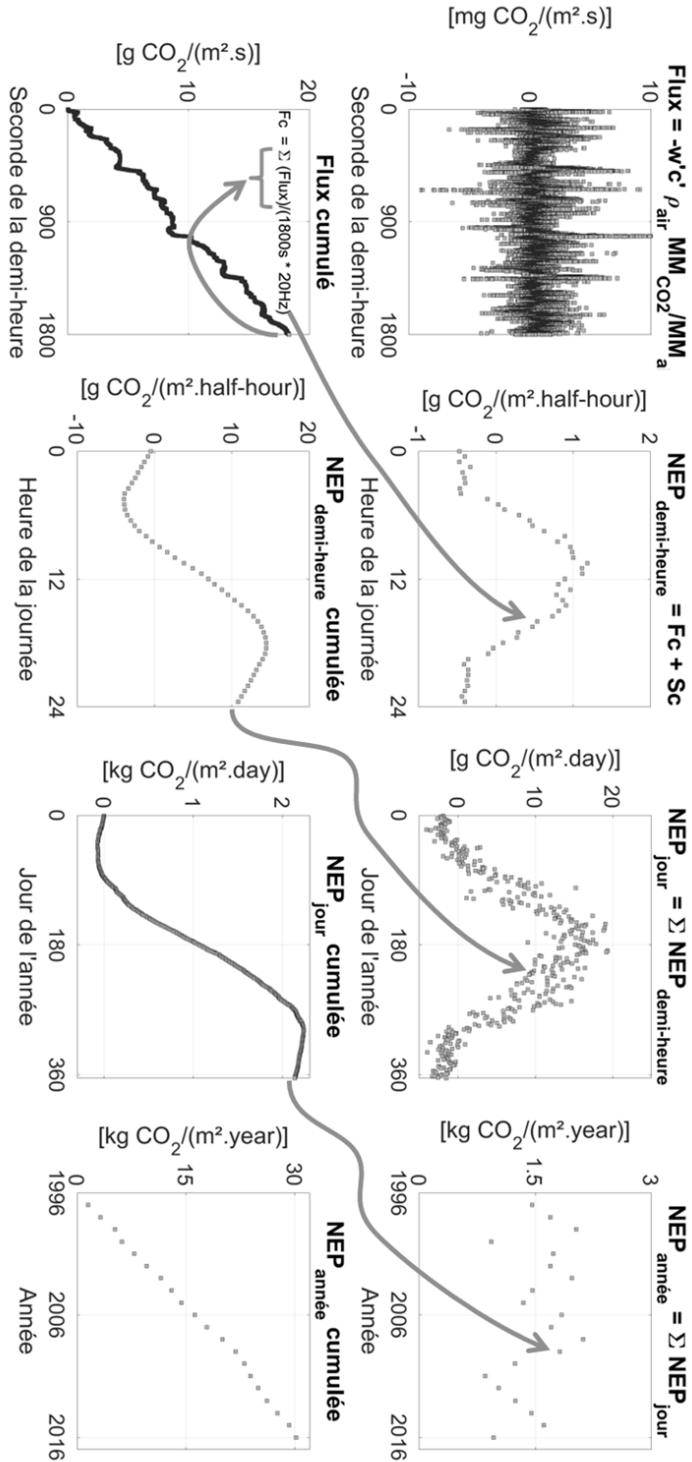 Flux = -w'c' ρair MMCO2/MMa
[mg CO2/(m².s)]
10
0
-10
0
900
1800
Seconde de la demi-heure
NEPdemi-heure = Fc + Sc
[g CO2/(m².half-hour)]
2
1
0
-1
0
12
24
Heure de la journée
NEPjour = Σ NEPdemi-heure
[g CO2/(m².day)]
20
10
0
0
180
360
Jour de l'année
NEPannée = Σ NEPjour
[kg CO2/(m².year)]
3
1.5
0
1996
2006
2016
Année
Flux cumulé
Fc = Σ (Flux)/(1800s * 20Hz)
[g CO2/(m².s)]
20
10
0
0
900
1800
Seconde de la demi-heure
NEPdemi-heure cumulée
[g CO2/(m².half-hour)]
20
10
0
-10
0
12
24
Heure de la journée
NEPjour cumulée
[kg CO2/(m².day)]
2
1
0
0
180
360
Jour de l'année
NEPannée cumulée
[kg CO2/(m².year)]
30
15
0
1996
2006
2016
Année